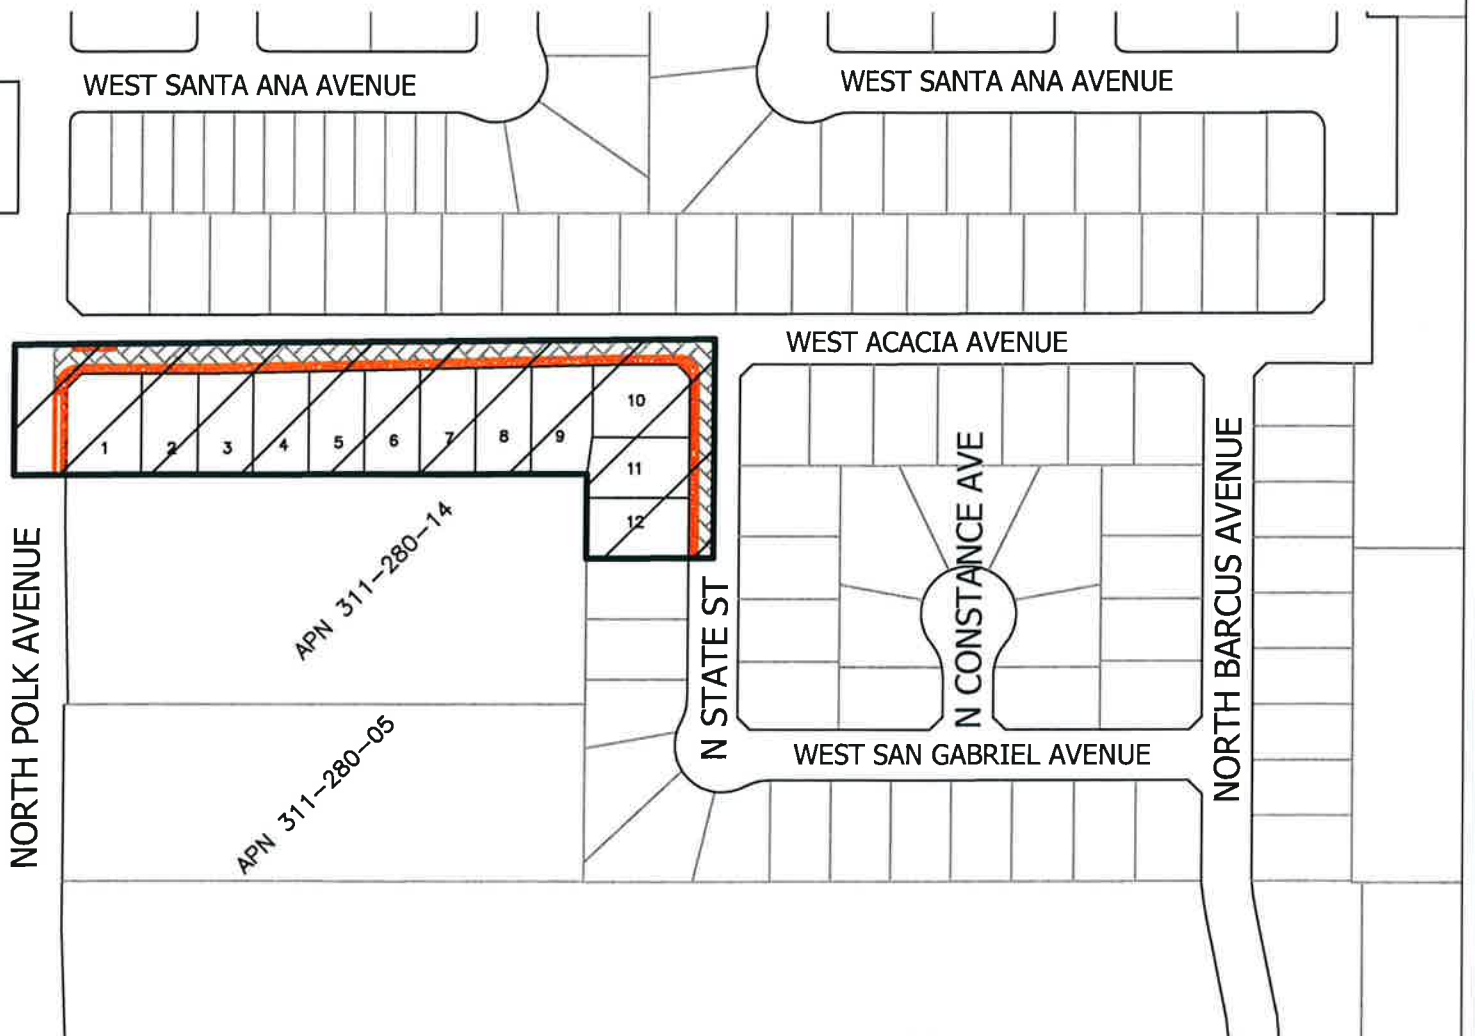 WEST SANTA ANA AVENUE
WEST SANTA ANA AVENUE
WEST ACACIA AVENUE
1
2
3
4
5
6
7
8
9
10
11
12
NORTH POLK AVENUE
APN 311-280-14
APN 311-280-05
N STATE ST
N CONSTANCE AVE
NORTH BARCUS AVENUE
WEST SAN GABRIEL AVENUE